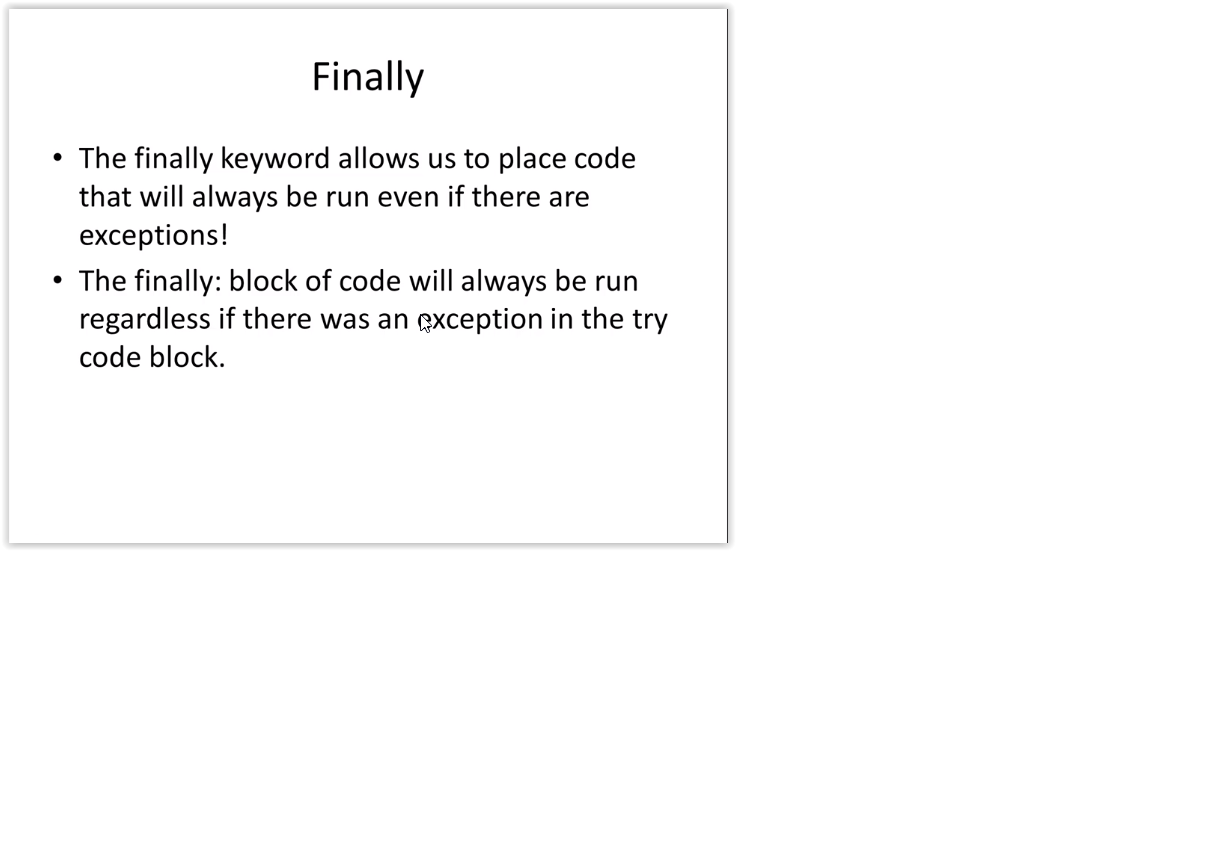 Finally
• The finally keyword allows us to place code
that will always be run even if there are
exceptions!
• The finally: block of code will always be run
regardless if there was an exception in the try
code block.